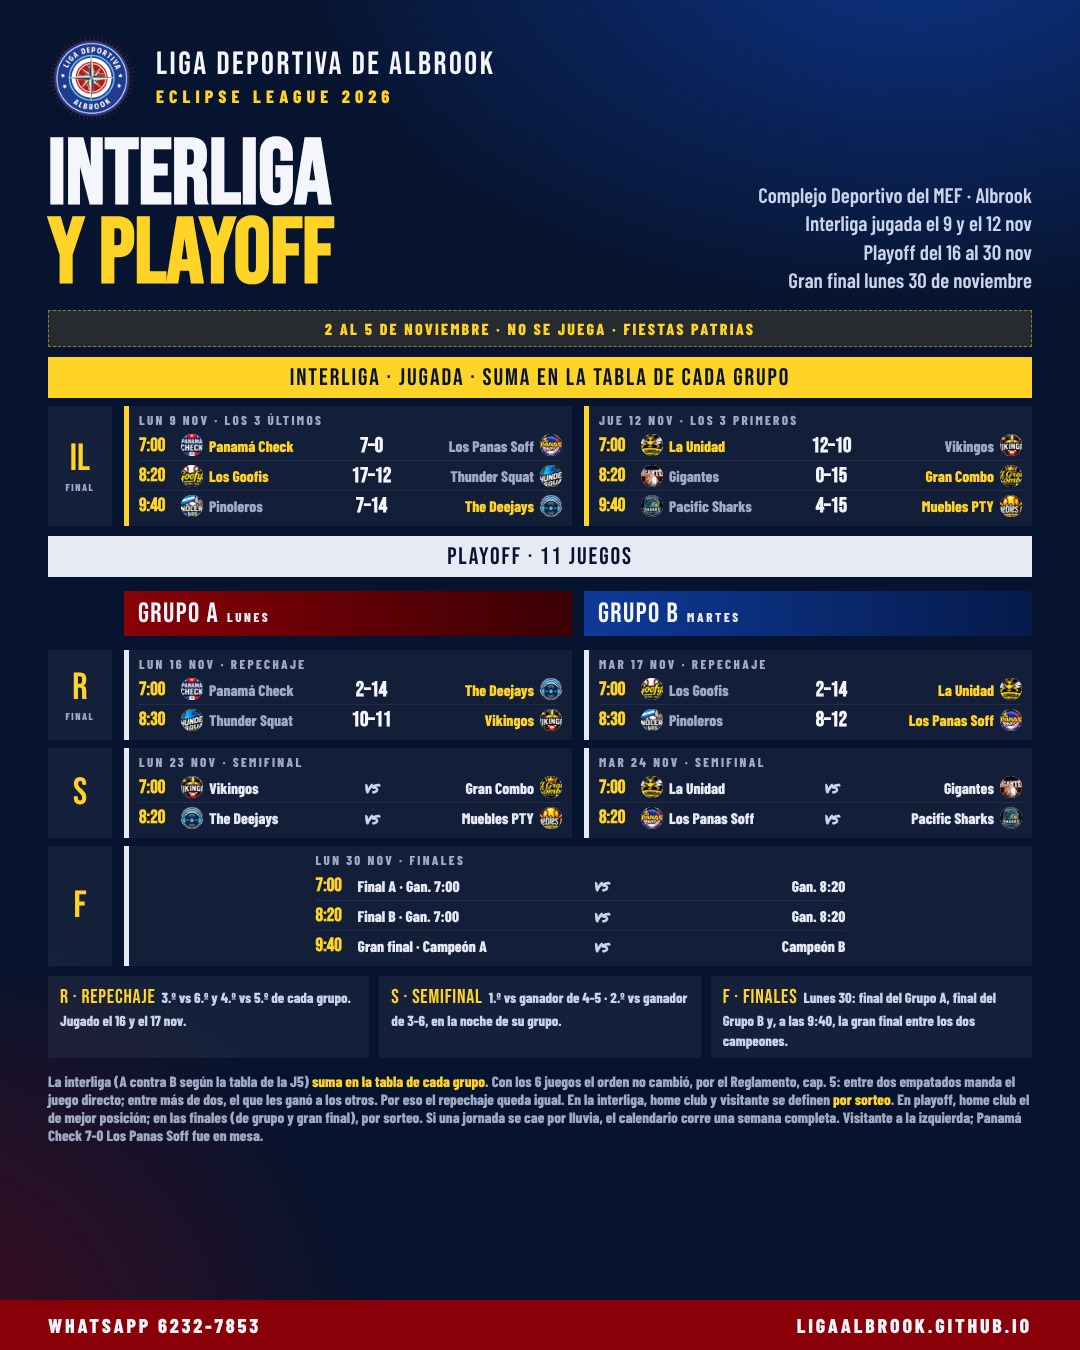 LIGA DEPORTIVA
ALBROOK
LIGA DEPORTIVA DE ALBROOK
ECLIPSE LEAGUE 2026
INTERLIGA
Y PLAYOFF
Complejo Deportivo del MEF · Albrook
Interliga jugada el 9 y el 12 nov
Playoff del 16 al 30 nov
Gran final lunes 30 de noviembre
2 AL 5 DE NOVIEMBRE · NO SE JUEGA · FIESTAS PATRIAS
INTERLIGA · JUGADA · SUMA EN LA TABLA DE CADA GRUPO
IL
FINAL
LUN 9 NOV · LOS 3 ÚLTIMOS
7:00 Panamá Check 7–0 Los Panas Soff
8:20 Los Goofis 17–12 Thunder Squat
9:40 Pinoleros 7–14 The Deejays
JUE 12 NOV · LOS 3 PRIMEROS
7:00 La Unidad 12–10 Vikingos
8:20 Gigantes 0–15 Gran Combo
9:40 Pacific Sharks 4–15 Muebles PTY
PLAYOFF · 11 JUEGOS
GRUPO A LUNES
GRUPO B MARTES
R
FINAL
LUN 16 NOV · REPECHAJE
7:00 Panamá Check 2–14 The Deejays
8:30 Thunder Squat 10–11 Vikingos
MAR 17 NOV · REPECHAJE
7:00 Los Goofis 2–14 La Unidad
8:30 Pinoleros 8–12 Los Panas Soff
S
LUN 23 NOV · SEMIFINAL
7:00 Vikingos VS Gran Combo
8:20 The Deejays VS Muebles PTY
MAR 24 NOV · SEMIFINAL
7:00 La Unidad VS Gigantes
8:20 Los Panas Soff VS Pacific Sharks
F
LUN 30 NOV · FINALES
7:00 Final A · Gan. 7:00 VS Gan. 8:20
8:20 Final B · Gan. 7:00 VS Gan. 8:20
9:40 Gran final · Campeón A VS Campeón B
R · REPECHAJE 3.º vs 6.º y 4.º vs 5.º de cada grupo.
Jugado el 16 y el 17 nov.
S · SEMIFINAL 1.º vs ganador de 4-5 · 2.º vs ganador
de 3-6, en la noche de su grupo.
F · FINALES Lunes 30: final del Grupo A, final del
Grupo B y, a las 9:40, la gran final entre los dos
campeones.
La interliga (A contra B según la tabla de la J5) suma en la tabla de cada grupo. Con los 6 juegos el orden no cambió, por el Reglamento, cap. 5: entre dos empatados manda el
juego directo; entre más de dos, el que les ganó a los otros. Por eso el repechaje queda igual. En la interliga, home club y visitante se definen por sorteo. En playoff, home club el
de mejor posición; en las finales (de grupo y gran final), por sorteo. Si una jornada se cae por lluvia, el calendario corre una semana completa. Visitante a la izquierda; Panamá
Check 7-0 Los Panas Soff fue en mesa.
WHATSAPP 6232-7853
LIGAALBROOK.GITHUB.IO